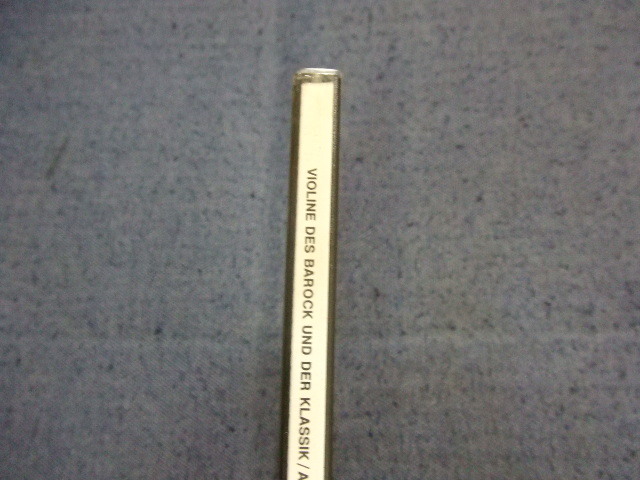 VIOLINE DES BAROCK UND DER KLASSIK / A